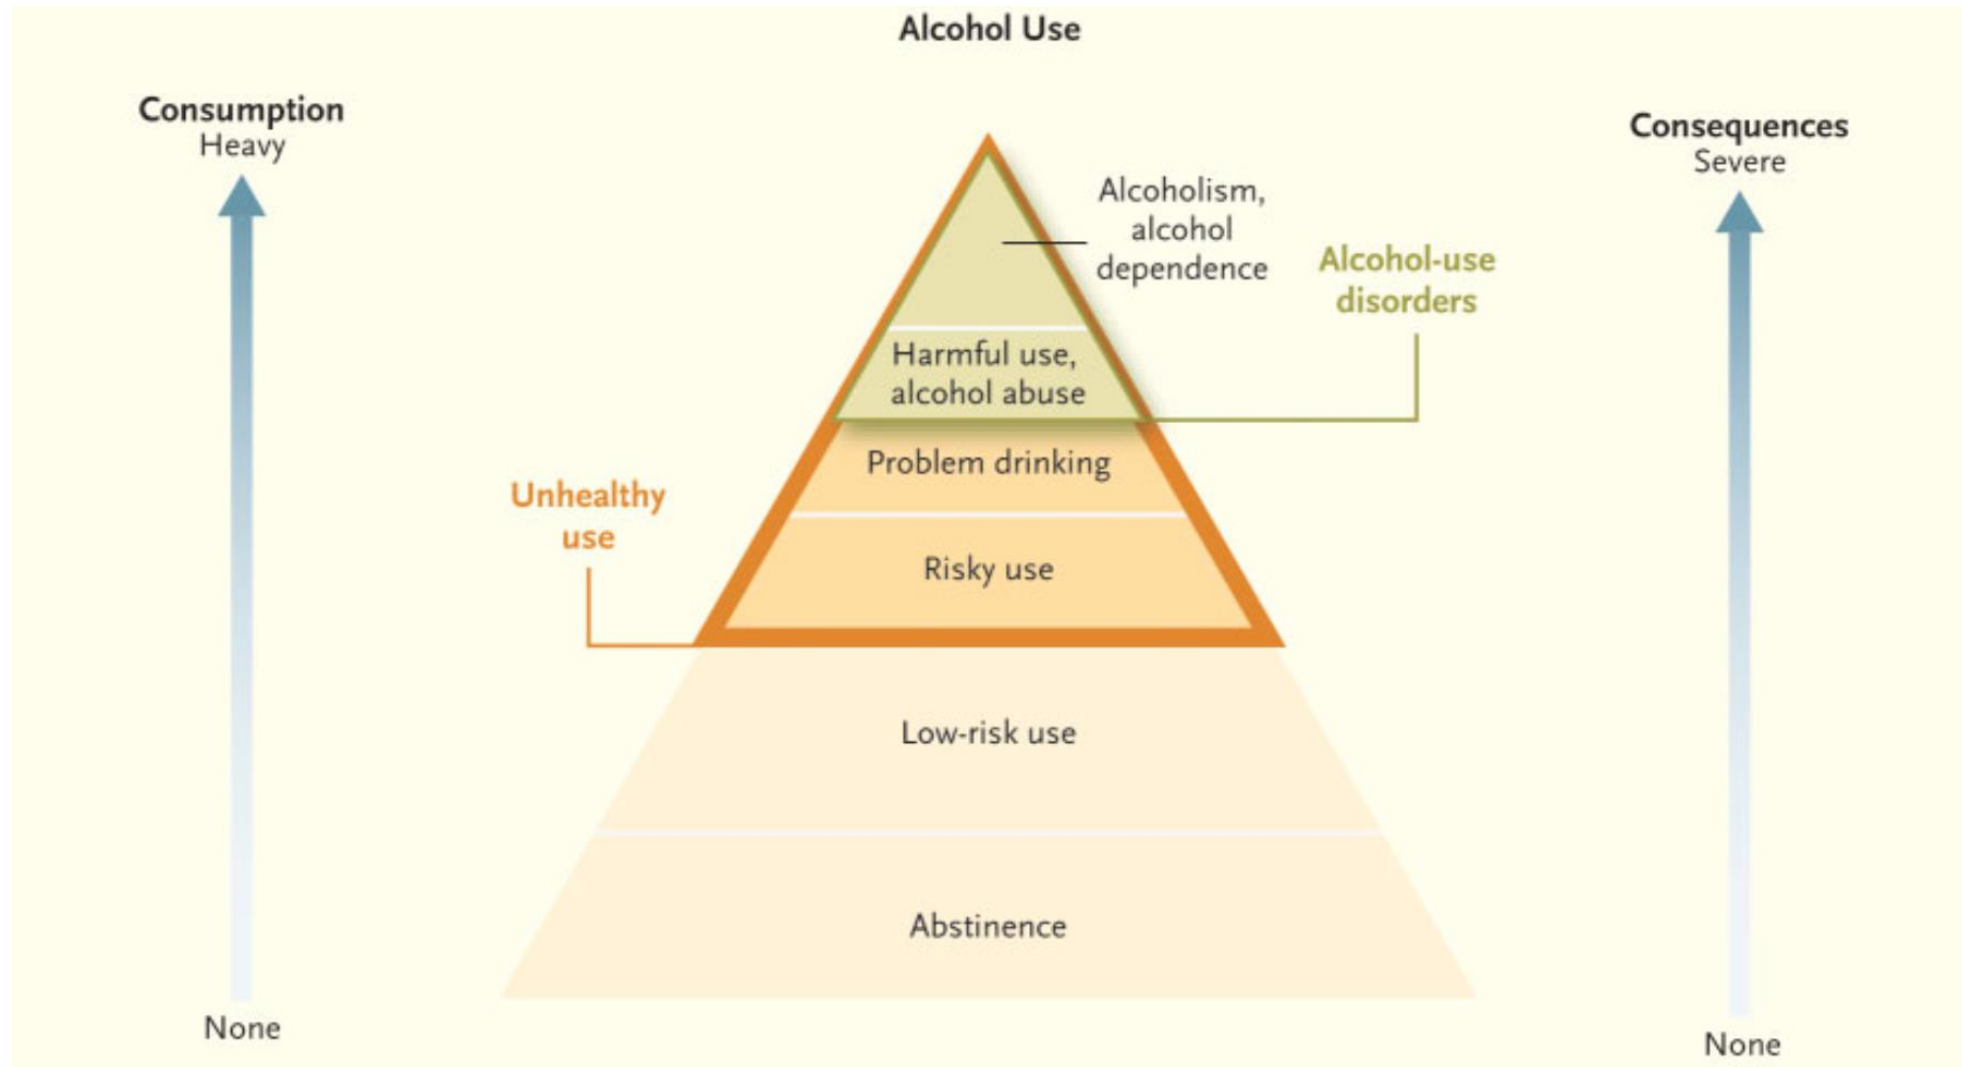 Alcohol Use
Consumption
Heavy
None
Consequences
Severe
None
Alcoholism,
alcohol
dependence
Alcohol-use
disorders
Harmful use,
alcohol abuse
Problem drinking
Unhealthy
use
Risky use
Low-risk use
Abstinence